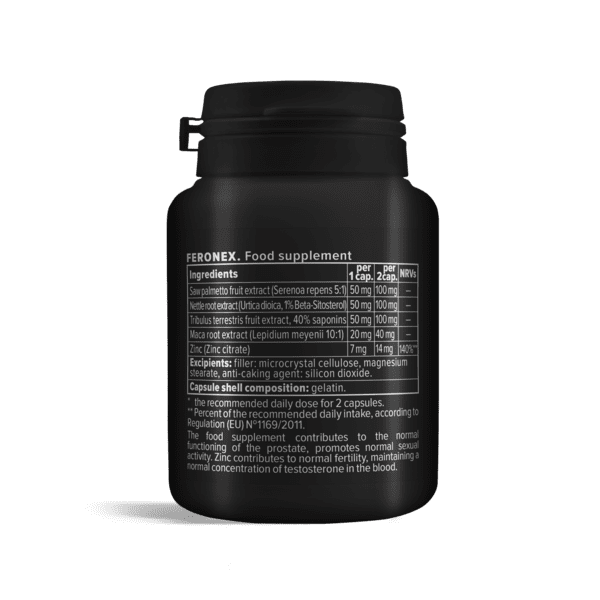 FERONEX. Food supplement
Ingredients per 1 cap. per 2cap. NRVs
Saw palmetto fruit extract (Serenoa repens 5:1) 50 mg 100 mg –
Nettle root extract (Urtica dioica, 1% Beta-Sitosterol) 50 mg 100 mg –
Tribulus terrestris fruit extract, 40% saponins 50 mg 100 mg –
Maca root extract (Lepidium meyenii 10:1) 20 mg 40 mg –
Zinc (Zinc citrate) 7 mg 14 mg 140%**
Excipients: filler: microcrystal cellulose, magnesium
stearate, anti-caking agent: silicon dioxide.
Capsule shell composition: gelatin.
* the recommended daily dose for 2 capsules.
** Percent of the recommended daily intake, according to
Regulation (EU) N°1169/2011.
The food supplement contributes to the normal
functioning of the prostate, promotes normal sexual
activity. Zinc contributes to normal fertility, maintaining a
normal concentration of testosterone in the blood.